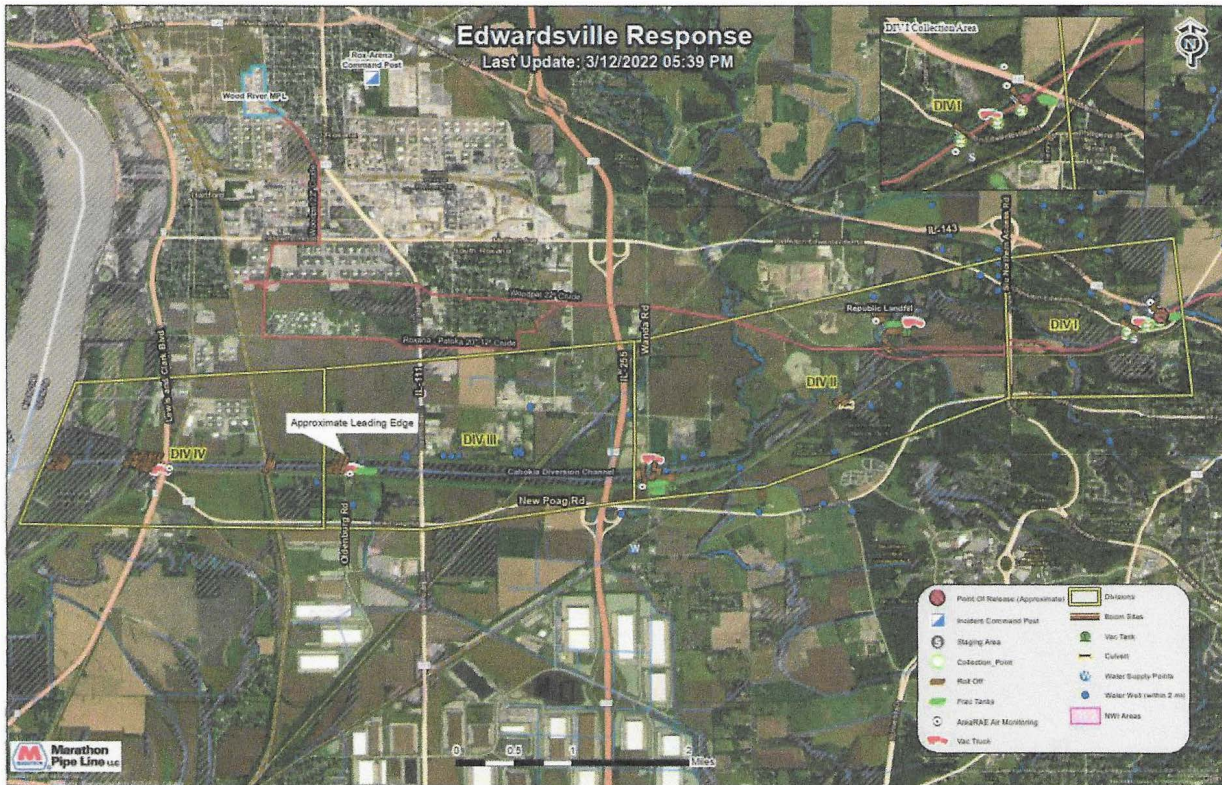 Edwardsville Response
Last Update: 3/12/2022 05:39 PM
DIV I Collection Area
N
DIV I
S
Rox-Arena
Command Post
Wood River MPL
IL-143
Woodpat 22" Crude
Roxana - Patoka 20"-12" Crude
IL-111
IL-255
Wanda Rd
Republic Landfill
DIV I
S
DIV II
Lewis and Clark Blvd
Approximate Leading Edge
DIV III
DIV IV
Cahokia Diversion Channel
New Poag Rd
Oldenburg Rd
W
Point Of Release (Approximate)
Divisions
Incident Command Post
Boom Sites
S
Staging Area
Vac Tank
Collection_Point
Culvert
Roll Off
W
Water Supply Points
Frac Tanks
Water Well (within 2 mi)
AreaRAE Air Monitoring
NWI Areas
Vac Truck
0 0.5 1 2
Miles
M
MARATHON
Marathon
Pipe Line LLC